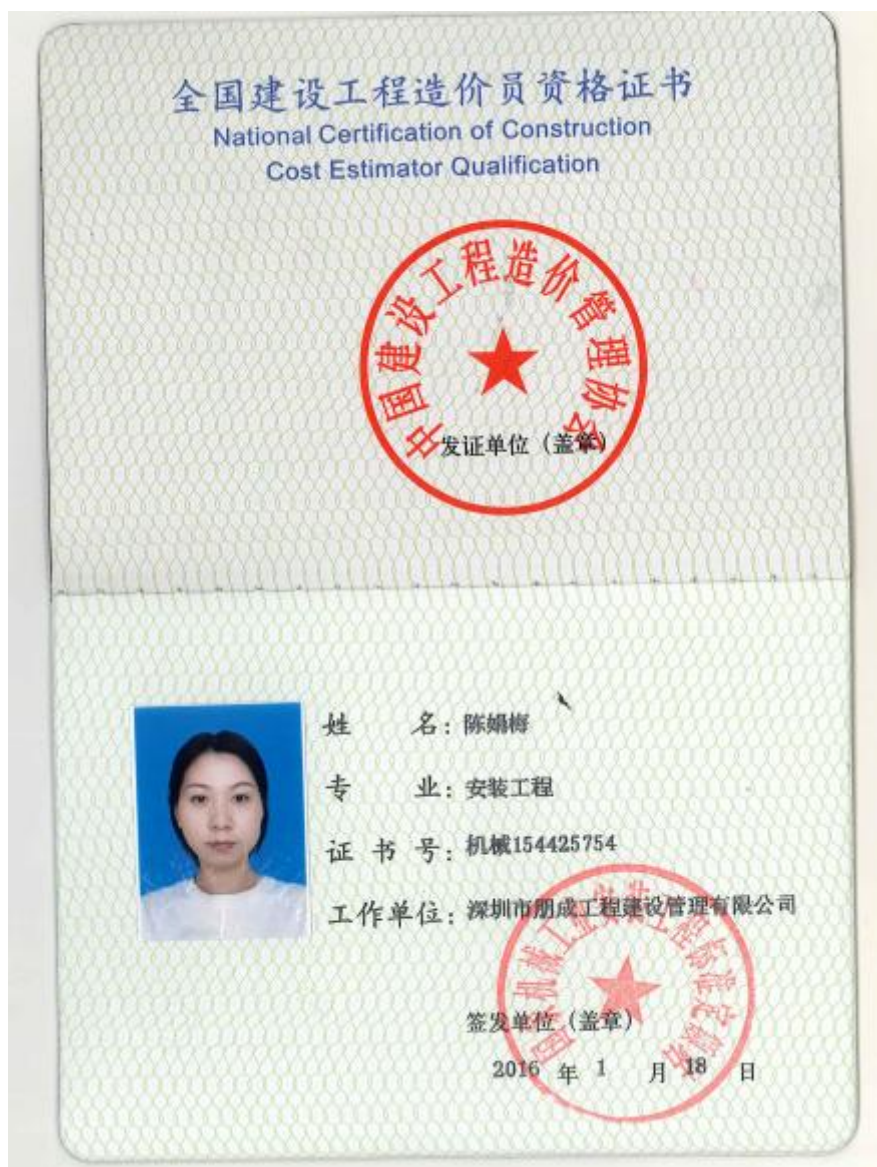 全国建设工程造价员资格证书
National Certification of Construction
Cost Estimator Qualification
中国建设工程造价管理协会
发证单位（盖章）
姓 名：陈娟梅
专 业：安装工程
证 书 号：机械154425754
工作单位：深圳市朋成工程建设管理有限公司
签发单位（盖章）
2016 年 1 月 18 日